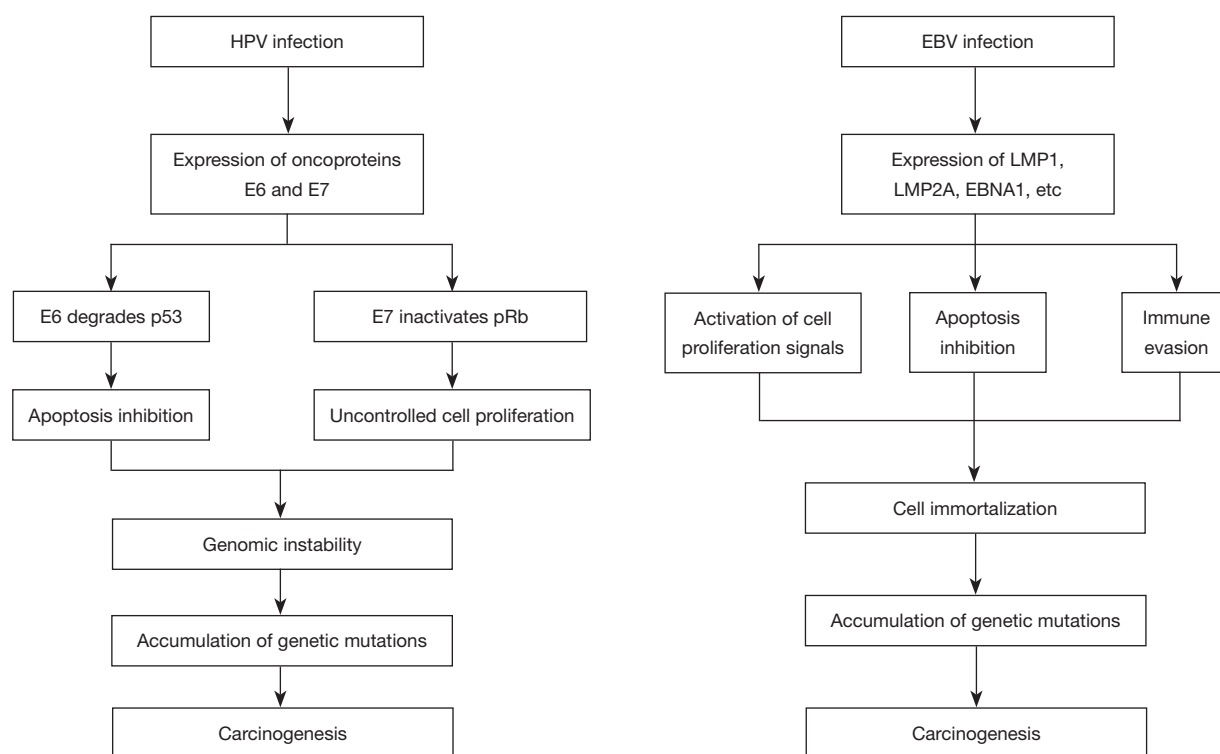 HPV infection
Expression of oncoproteins
E6 and E7
E6 degrades p53
E7 inactivates pRb
Apoptosis inhibition
Uncontrolled cell proliferation
Genomic instability
Accumulation of genetic mutations
Carcinogenesis
EBV infection
Expression of LMP1,
LMP2A, EBNA1, etc
Activation of cell
proliferation signals
Apoptosis
inhibition
Immune
evasion
Cell immortalization
Accumulation of genetic mutations
Carcinogenesis